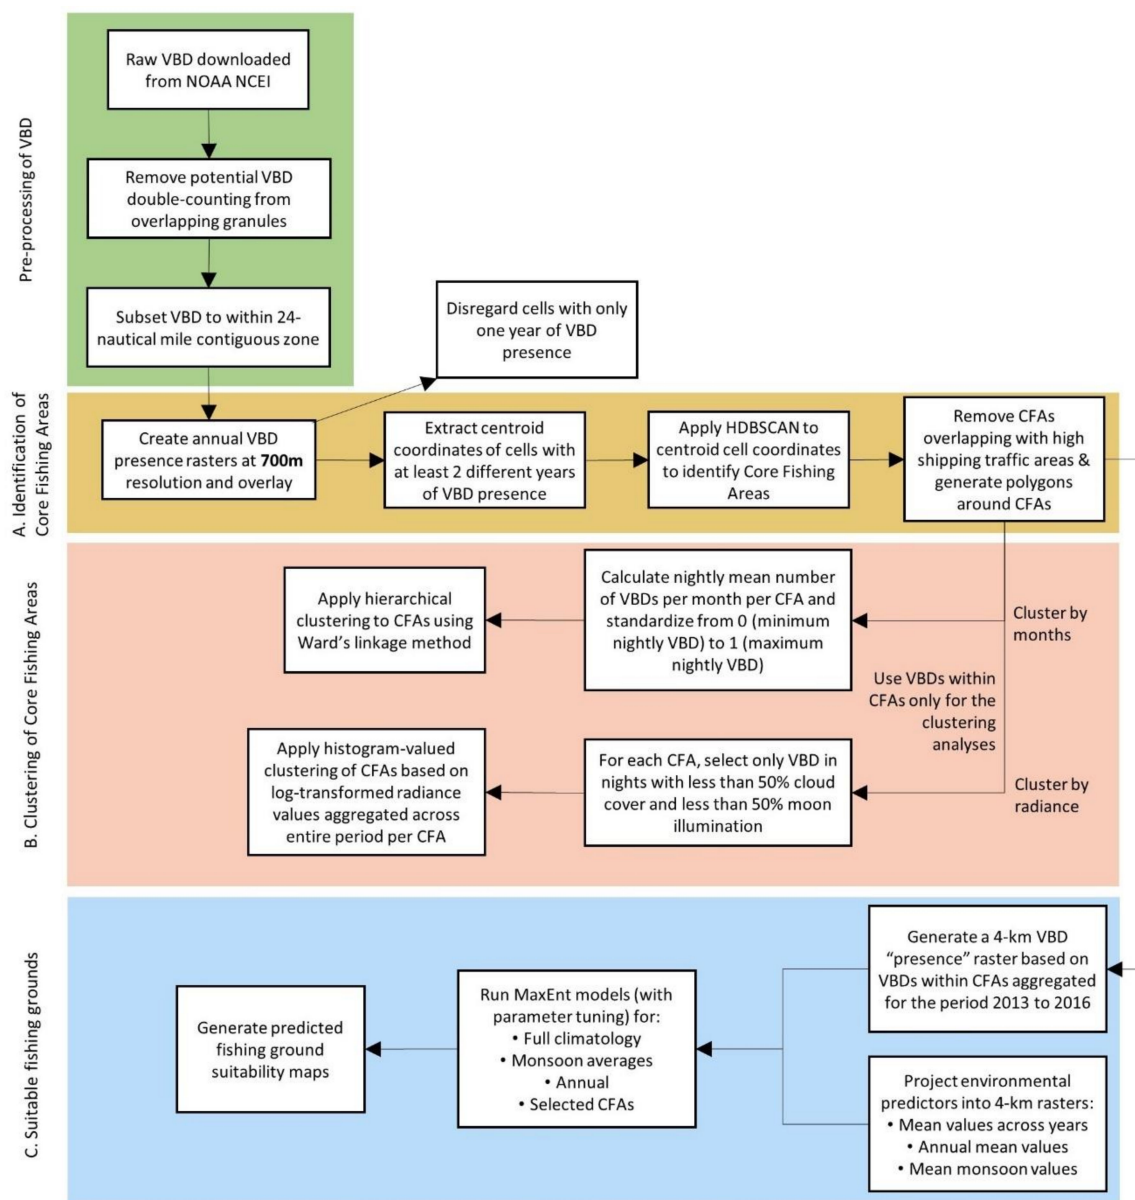 Pre-processing of VBD
Raw VBD downloaded
from NOAA NCEI
Remove potential VBD
double-counting from
overlapping granules
Subset VBD to within 24-
nautical mile contiguous zone
Disregard cells with only
one year of VBD
presence
A. Identification of
Core Fishing Areas
Create annual VBD
presence rasters at 700m
resolution and overlay
Extract centroid
coordinates of cells with
at least 2 different years
of VBD presence
Apply HDBSCAN to
centroid cell coordinates
to identify Core Fishing
Areas
Remove CFAs
overlapping with high
shipping traffic areas &
generate polygons
around CFAs
B. Clustering of Core Fishing Areas
Apply hierarchical
clustering to CFAs using
Ward's linkage method
Calculate nightly mean number
of VBDs per month per CFA and
standardize from 0 (minimum
nightly VBD) to 1 (maximum
nightly VBD)
Cluster by
months
Use VBDs within
CFAs only for the
clustering
analyses
Apply histogram-valued
clustering of CFAs based on
log-transformed radiance
values aggregated across
entire period per CFA
For each CFA, select only VBD in
nights with less than 50% cloud
cover and less than 50% moon
illumination
Cluster by
radiance
C. Suitable fishing grounds
Generate a 4-km VBD
“presence” raster based on
VBDs within CFAs aggregated
for the period 2013 to 2016
Run MaxEnt models (with
parameter tuning) for:
• Full climatology
• Monsoon averages
• Annual
• Selected CFAs
Generate predicted
fishing ground
suitability maps
Project environmental
predictors into 4-km rasters:
• Mean values across years
• Annual mean values
• Mean monsoon values